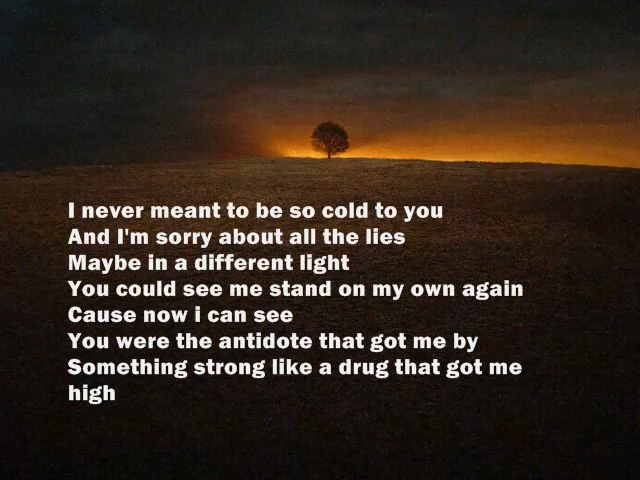 I never meant to be so cold to you
And I'm sorry about all the lies
Maybe in a different light
You could see me stand on my own again
Cause now i can see
You were the antidote that got me by
Something strong like a drug that got me
high